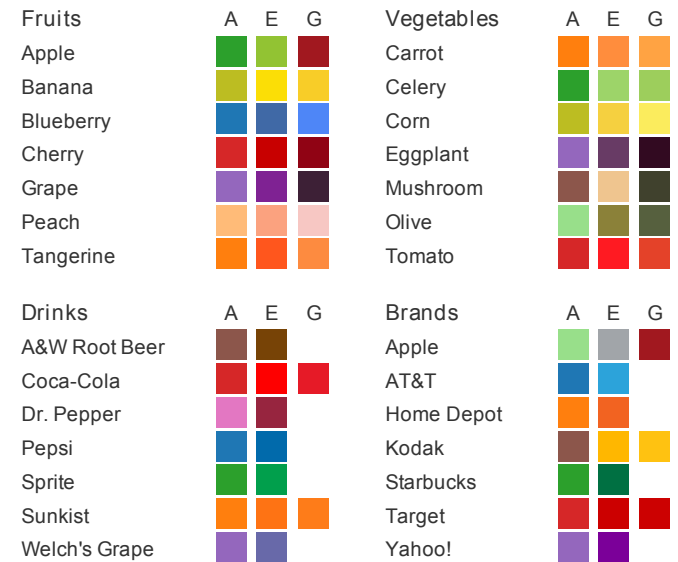 Fruits A E G
Apple
Banana
Blueberry
Cherry
Grape
Peach
Tangerine
Vegetables A E G
Carrot
Celery
Corn
Eggplant
Mushroom
Olive
Tomato
Drinks A E G
A&W Root Beer
Coca-Cola
Dr. Pepper
Pepsi
Sprite
Sunkist
Welch's Grape
Brands A E G
Apple
AT&T
Home Depot
Kodak
Starbucks
Target
Yahoo!